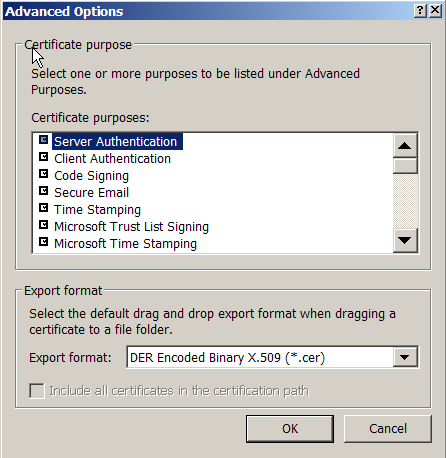 Advanced Options
Certificate purpose
Select one or more purposes to be listed under Advanced
Purposes.
Certificate purposes:
Server Authentication
Client Authentication
Code Signing
Secure Email
Time Stamping
Microsoft Trust List Signing
Microsoft Time Stamping
Export format
Select the default drag and drop export format when dragging a
certificate to a file folder.
Export format: DER Encoded Binary X.509 (*.cer)
Include all certificates in the certification path
OK Cancel